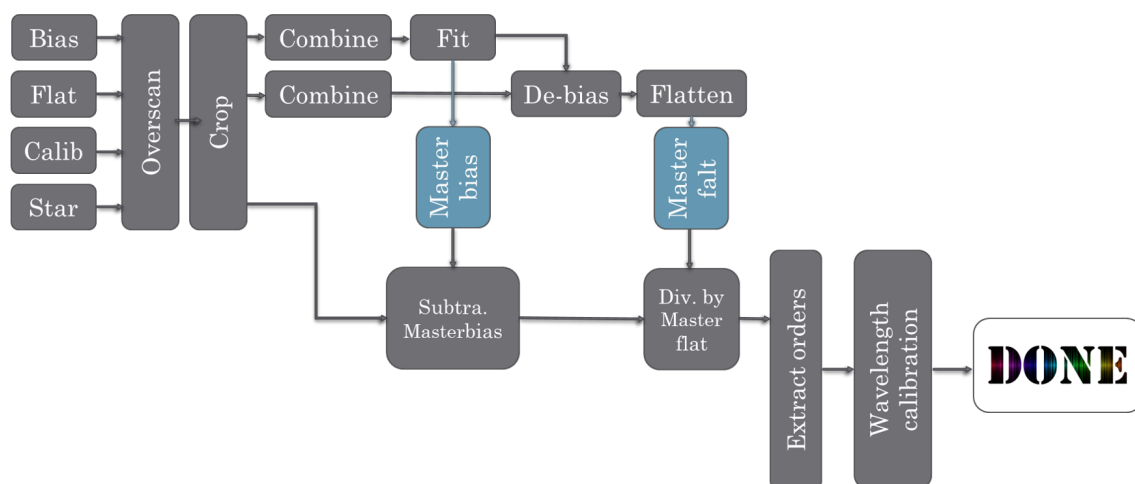 Bias
Flat
Calib
Star
Overscan
Crop
Combine
Fit
Combine
De-bias
Flatten
Master
bias
Master
falt
Subtra.
Masterbias
Div. by
Master
flat
Extract orders
Wavelength
calibration
DONE